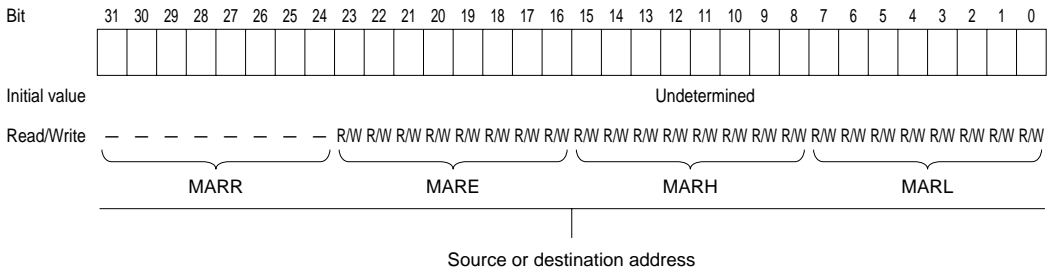 Bit 31 30 29 28 27 26 25 24 23 22 21 20 19 18 17 16 15 14 13 12 11 10 9 8 7 6 5 4 3 2 1 0
Initial value Undetermined
Read/Write — — — — — — — — R/W R/W R/W R/W R/W R/W R/W R/W R/W R/W R/W R/W R/W R/W R/W R/W R/W R/W R/W R/W R/W R/W R/W R/W
MARR MARE MARH MARL
Source or destination address